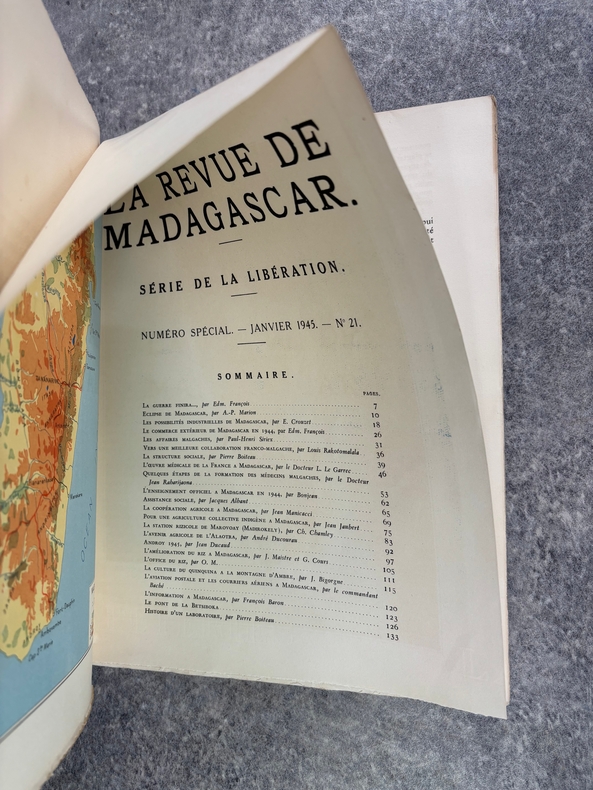 LA REVUE DE
MADAGASCAR.
SÉRIE DE LA LIBÉRATION.
NUMÉRO SPÉCIAL. — JANVIER 1945. — N° 21.
SOMMAIRE.
PAGES.
La guerre finira..., par Edm. François 7
Eclipse de Madagascar, par A.-P. Marion 10
Les possibilités industrielles de Madagascar, par E. Crouzet 18
Le commerce extérieur de Madagascar en 1944, par Edm. François 26
Les affaires malgaches, par Paul-Henri Siriex 31
Vers une meilleure collaboration franco-malgache, par Louis Rakotomalala 36
La structure sociale, par Pierre Boiteau 39
L'œuvre médicale de la France a Madagascar, par le Docteur L. Le Garrec 46
Quelques étapes de la formation des médecins malgaches, par le Docteur
Jean Raharijaona 53
L'enseignement officiel a Madagascar en 1944, par Bonjean 62
Assistance sociale, par Jacques Albant 65
La coopération agricole a Madagascar, par Jean Manicacci 69
Pour une agriculture collective indigène a Madagascar, par Jean Janbert 75
La station rizicole de Marovoay (Madirokely), par Ch. Chumley 83
L'avenir agricole de l'Alaotra, par André Dacourau 92
Androy 1945, par Jean Ducaud 97
L'amélioration du riz a Madagascar, par J. Maistre et G. Cours 105
L'office du riz, par O. M. 111
La culture du quinquina a la montagne d'Ambre, par J. Bigorgne 115
L'aviation postale et les courriers aériens a Madagascar, par le commandant
Baché 120
L'information a Madagascar, par François Baron 123
Le pont de la Betsiboka 126
Histoire d'un laboratoire, par Pierre Boiteau 133